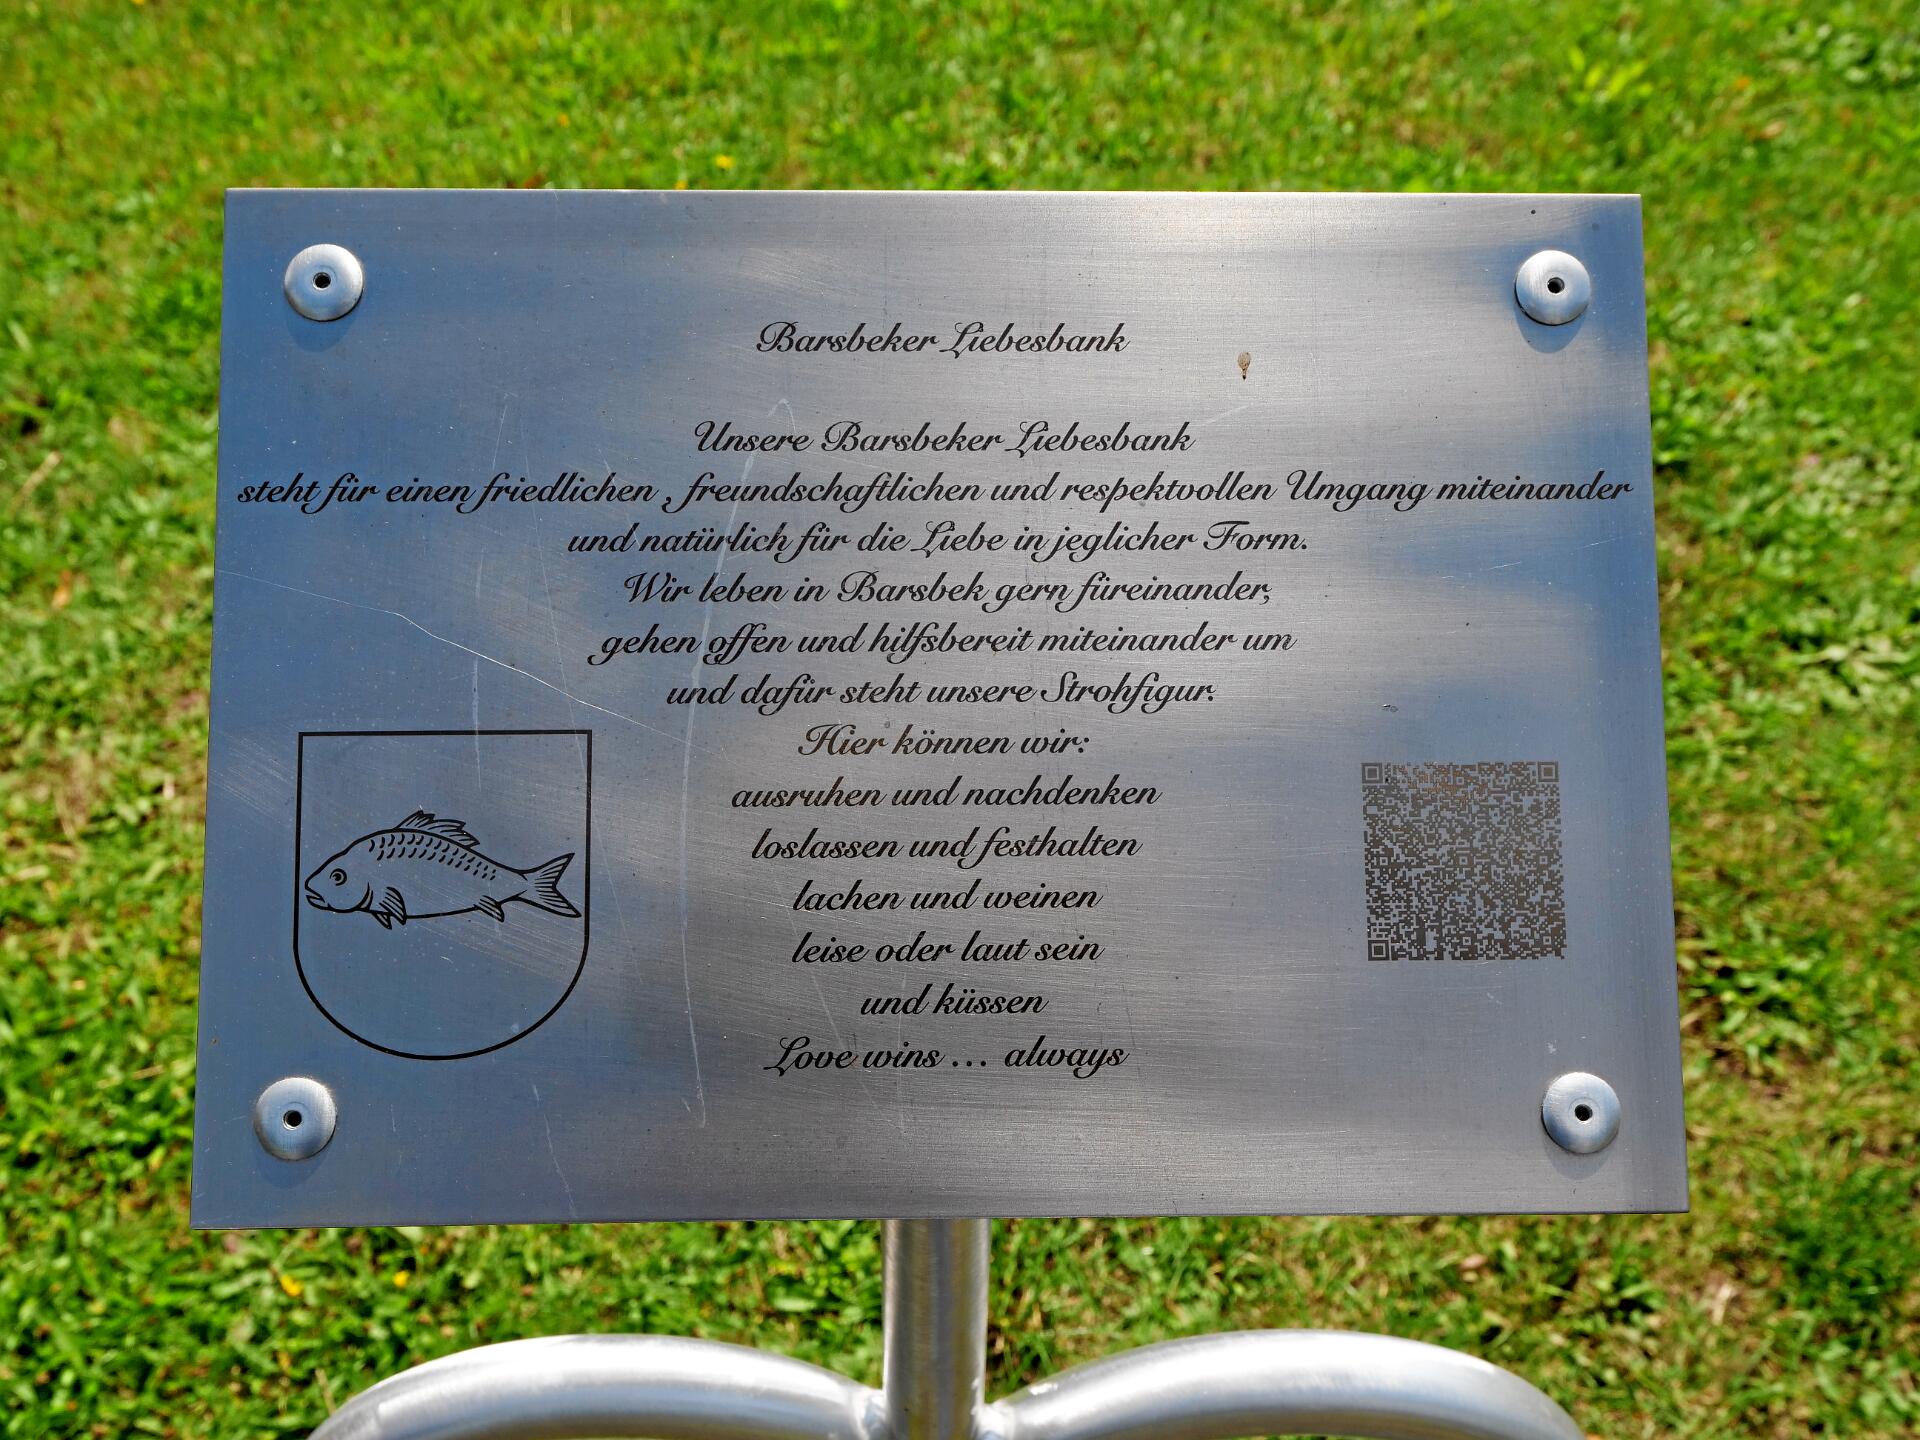 Barsbeker Liebesbank
Unsere Barsbeker Liebesbank
steht für einen friedlichen , freundschaftlichen und respektvollen Umgang miteinander
und natürlich für die Liebe in jeglicher Form.
Wir leben in Barsbek gern füreinander,
gehen offen und hilfsbereit miteinander um
und dafür steht unsere Strohfigur.
Hier können wir:
ausruhen und nachdenken
loslassen und festhalten
lachen und weinen
leise oder laut sein
und küssen
Love wins ... always